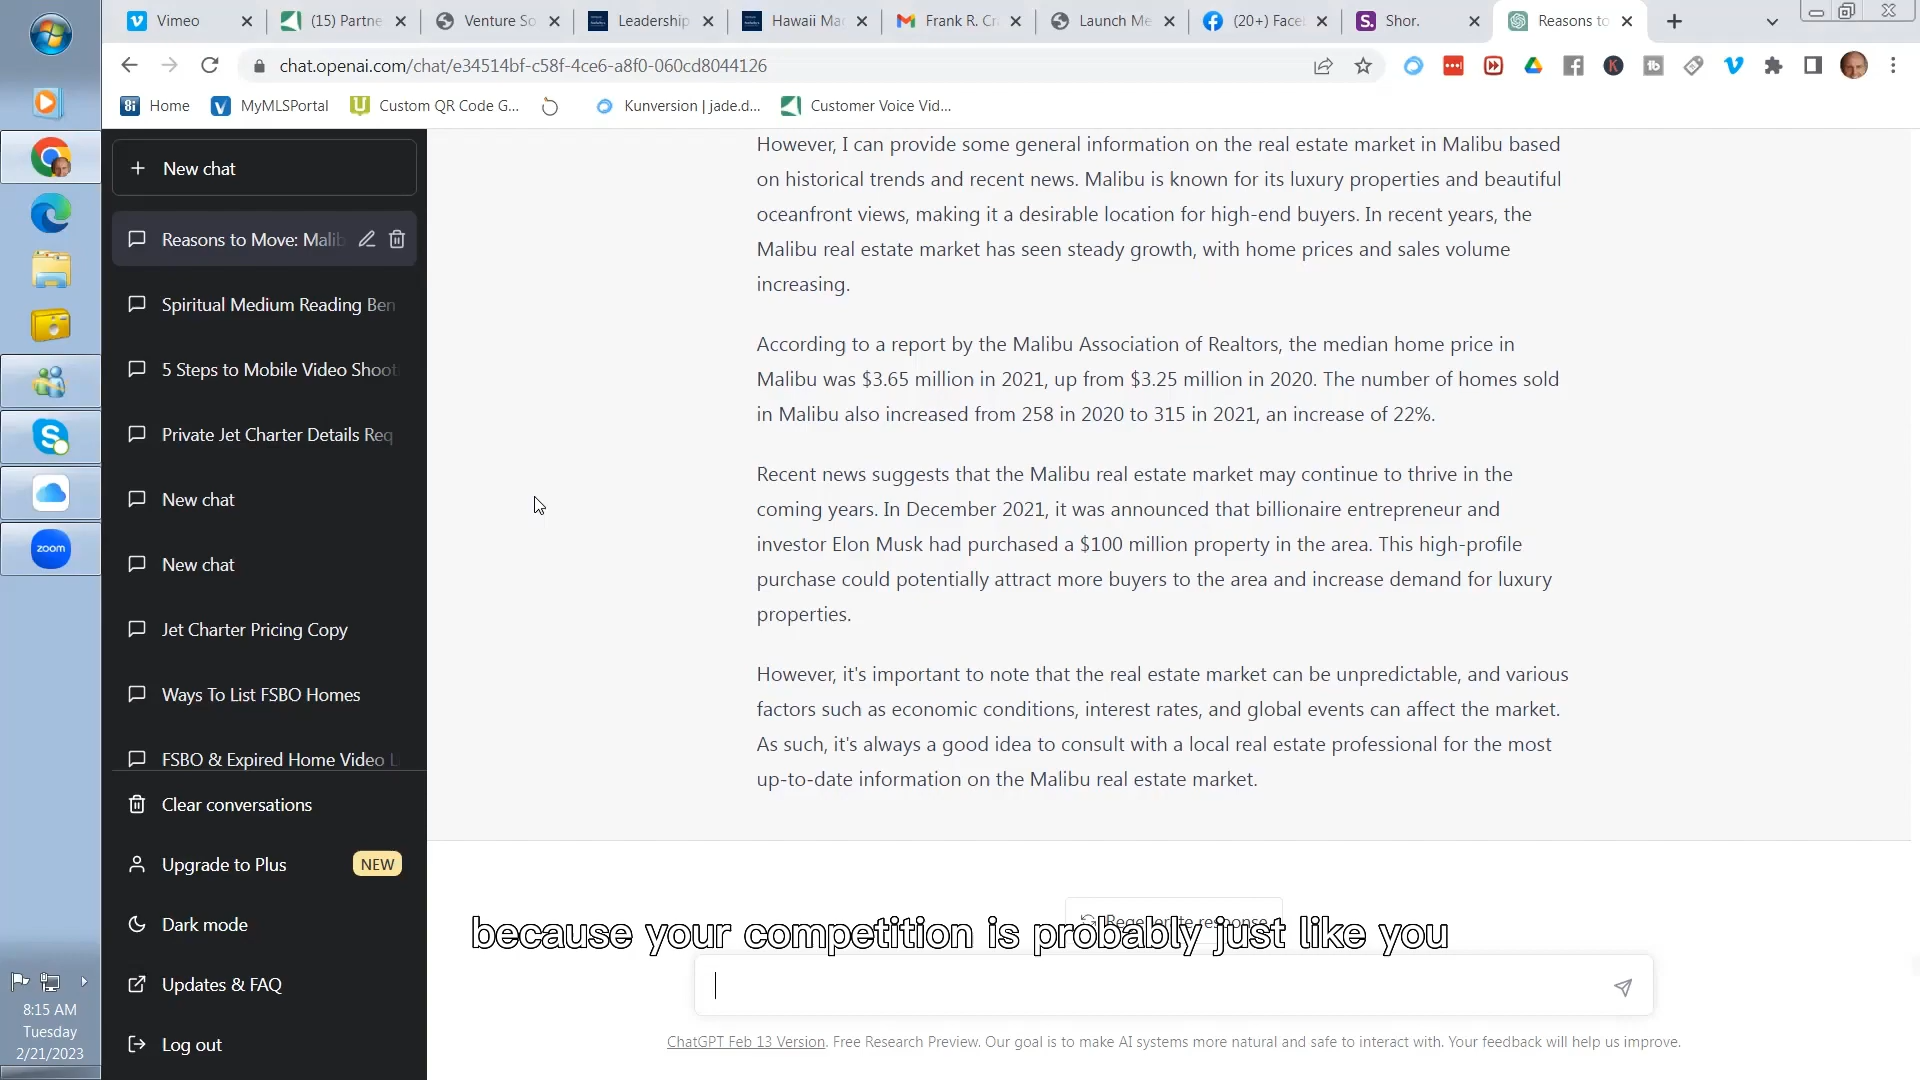 Vimeo
(15) Partne
Venture So
Leadership
Hawaii Ma
Frank R. Cr
Launch Me
(20+) Face
Shor.
Reasons to
chat.openai.com/chat/e34514bf-c58f-4ce6-a8f0-060cd8044126
Home
MyMLSPortal
Custom QR Code G...
Kunversion | jade.d...
Customer Voice Vid...
New chat
Reasons to Move: Malib
Spiritual Medium Reading Ben
5 Steps to Mobile Video Shoot
Private Jet Charter Details Req
New chat
New chat
Jet Charter Pricing Copy
Ways To List FSBO Homes
FSBO & Expired Home Video L
Clear conversations
Upgrade to Plus
NEW
Dark mode
Updates & FAQ
Log out
However, I can provide some general information on the real estate market in Malibu based
on historical trends and recent news. Malibu is known for its luxury properties and beautiful
oceanfront views, making it a desirable location for high-end buyers. In recent years, the
Malibu real estate market has seen steady growth, with home prices and sales volume
increasing.
According to a report by the Malibu Association of Realtors, the median home price in
Malibu was $3.65 million in 2021, up from $3.25 million in 2020. The number of homes sold
in Malibu also increased from 258 in 2020 to 315 in 2021, an increase of 22%.
Recent news suggests that the Malibu real estate market may continue to thrive in the
coming years. In December 2021, it was announced that billionaire entrepreneur and
investor Elon Musk had purchased a $100 million property in the area. This high-profile
purchase could potentially attract more buyers to the area and increase demand for luxury
properties.
However, it's important to note that the real estate market can be unpredictable, and various
factors such as economic conditions, interest rates, and global events can affect the market.
As such, it's always a good idea to consult with a local real estate professional for the most
up-to-date information on the Malibu real estate market.
Regenerate response
because your competition is probably just like you
ChatGPT Feb 13 Version. Free Research Preview. Our goal is to make AI systems more natural and safe to interact with. Your feedback will help us improve.
zoom
8:15 AM
Tuesday
2/21/2023